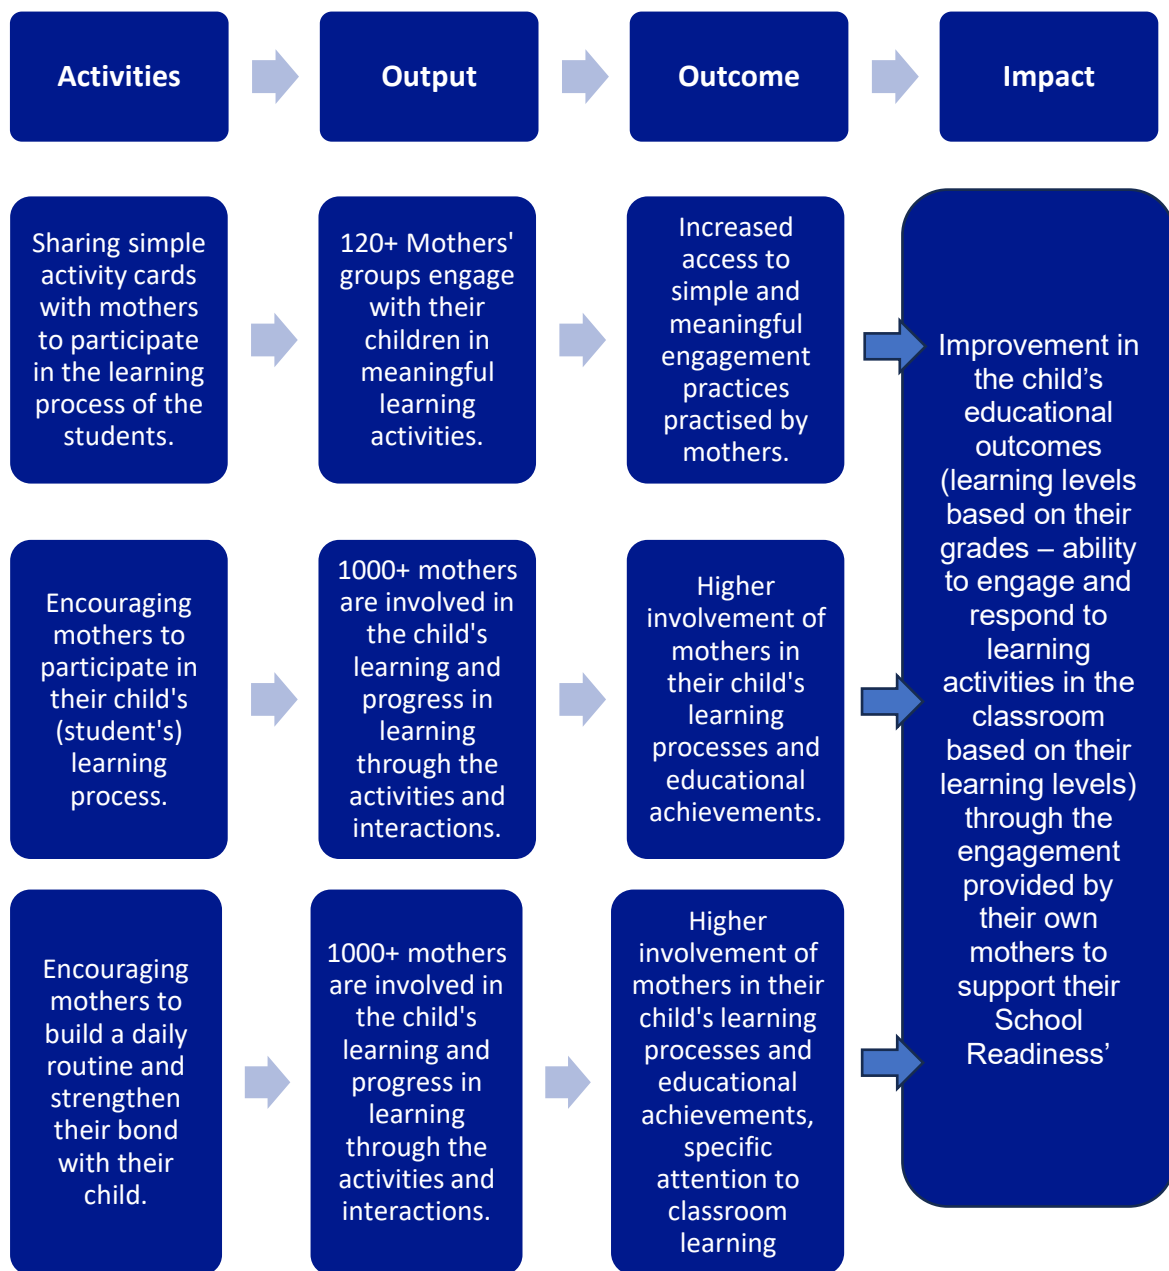 Activities
Output
Outcome
Impact
Sharing simple
activity cards
with mothers
to participate
in the learning
process of the
students.
120+ Mothers'
groups engage
with their
children in
meaningful
learning
activities.
Increased
access to
simple and
meaningful
engagement
practices
practised by
mothers.
Encouraging
mothers to
participate in
their child's
(student's)
learning
process.
1000+ mothers
are involved in
the child's
learning and
progress in
learning
through the
activities and
interactions.
Higher
involvement of
mothers in
their child's
learning
processes and
educational
achievements.
Encouraging
mothers to
build a daily
routine and
strengthen
their bond
with their
child.
1000+ mothers
are involved in
the child's
learning and
progress in
learning
through the
activities and
interactions.
Higher
involvement of
mothers in their
child's learning
processes and
educational
achievements,
specific
attention to
classroom
learning
Improvement in
the child’s
educational
outcomes
(learning levels
based on their
grades – ability
to engage and
respond to
learning
activities in the
classroom
based on their
learning levels)
through the
engagement
provided by
their own
mothers to
support their
School
Readiness’